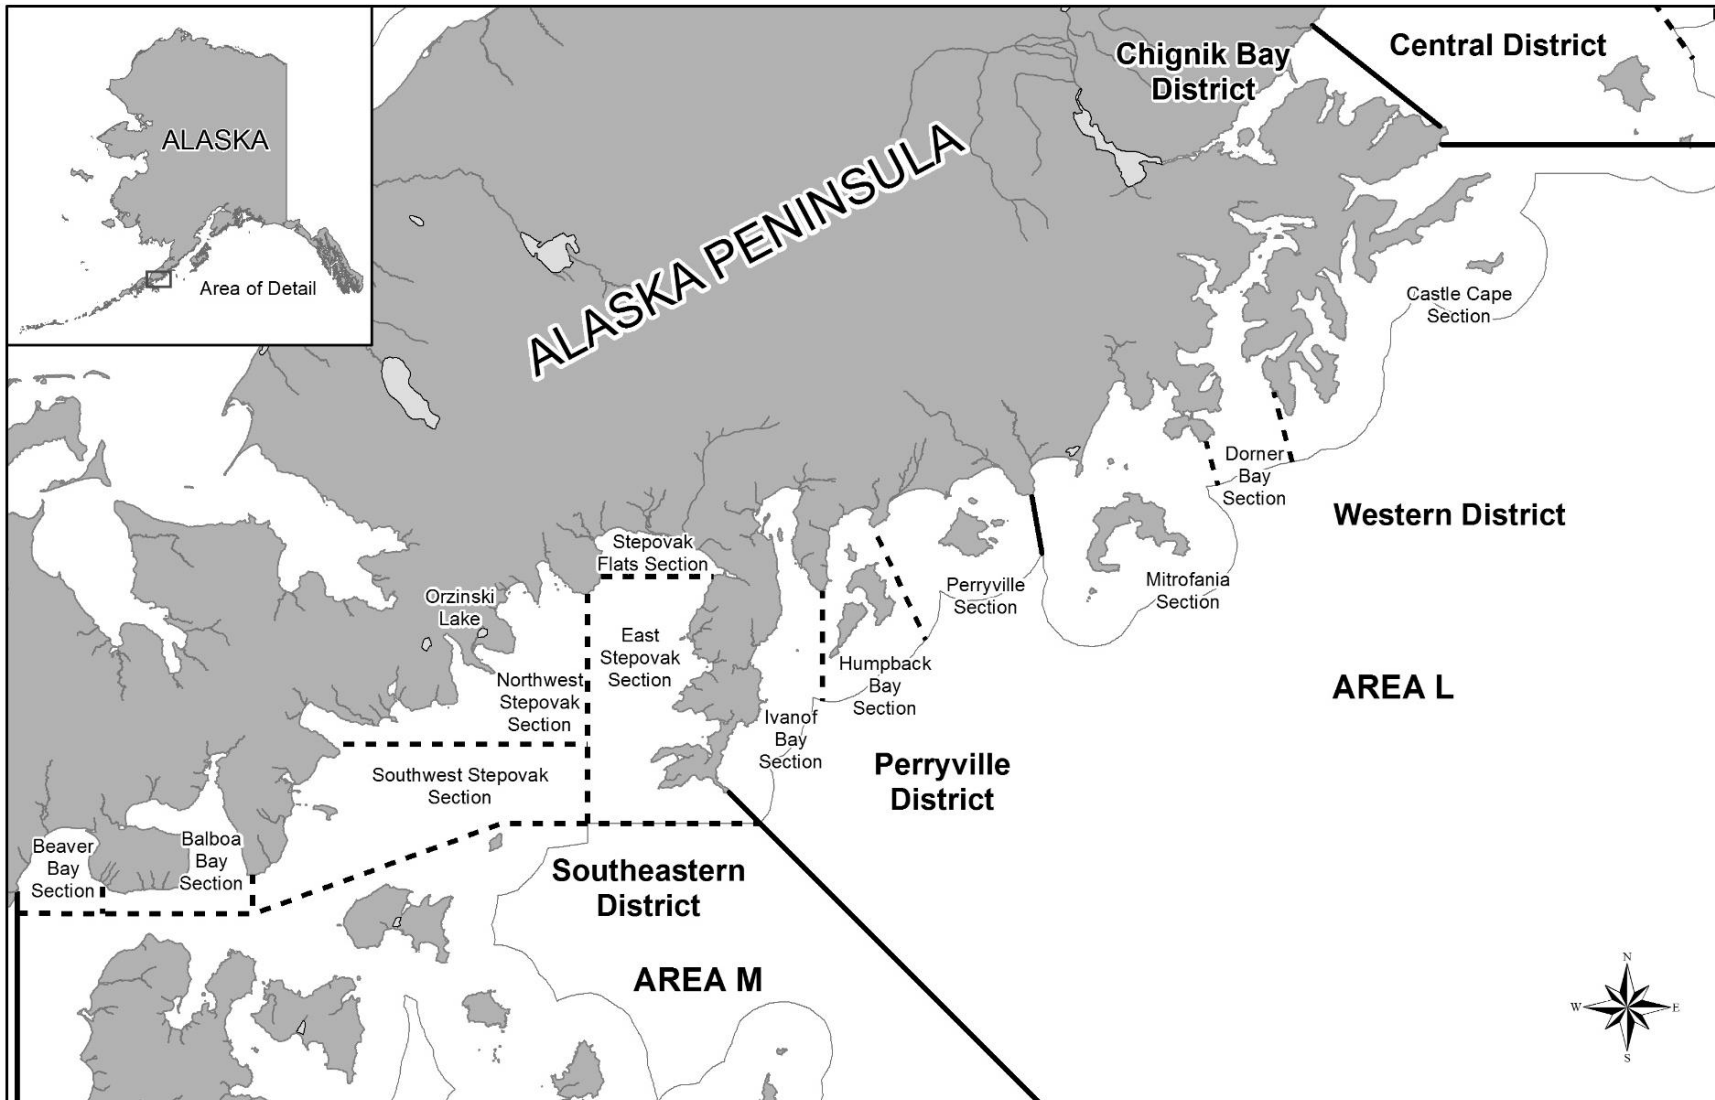 ALASKA
Area of Detail
ALASKA PENINSULA
Chignik Bay
District
Central District
Castle Cape
Section
Dorner
Bay
Section
Western District
Mitrofania
Section
Perryville
Section
Stepovak
Flats Section
Orzinski
Lake
East
Stepovak
Section
Humpback
Bay
Section
Northwest
Stepovak
Section
Ivanof
Bay
Section
AREA L
Perryville
District
Southwest Stepovak
Section
Beaver
Bay
Section
Balboa
Bay
Section
Southeastern
District
AREA M
N
W
E
S